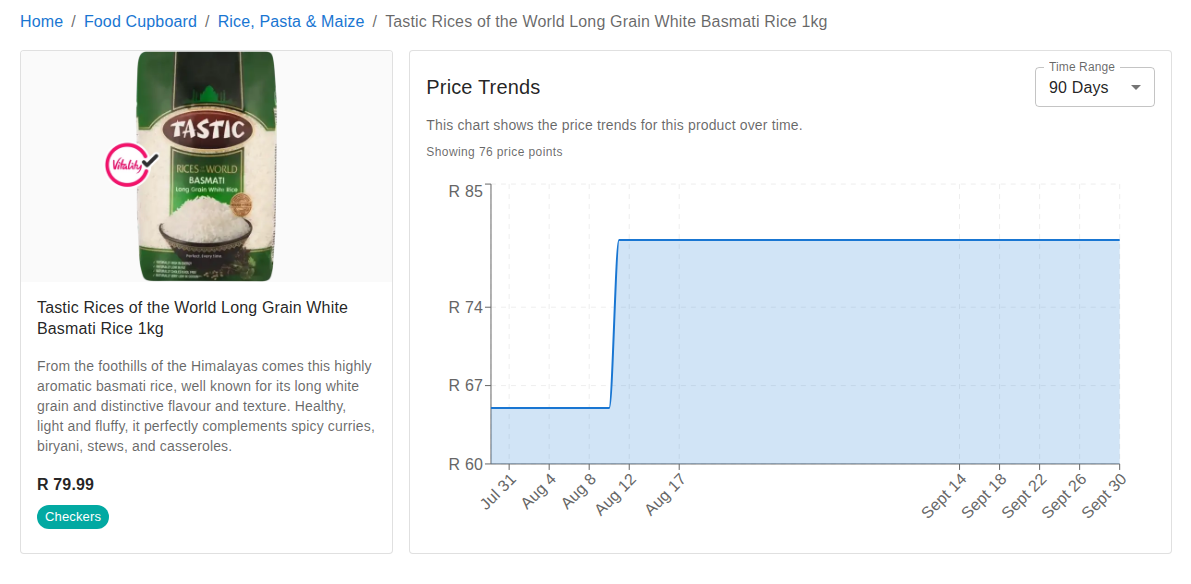 Home / Food Cupboard / Rice, Pasta & Maize / Tastic Rices of the World Long Grain White Basmati Rice 1kg
TASTIC
Vitality
RICES OF THE WORLD
BASMATI
Long Grain White Rice
Perfect. Every time.
Tastic Rices of the World Long Grain White
Basmati Rice 1kg
From the foothills of the Himalayas comes this highly
aromatic basmati rice, well known for its long white
grain and distinctive flavour and texture. Healthy,
light and fluffy, it perfectly complements spicy curries,
biryani, stews, and casseroles.
R 79.99
Checkers
Price Trends
Time Range
90 Days
This chart shows the price trends for this product over time.
Showing 76 price points
R 85
R 74
R 67
R 60
Jul 31
Aug 4
Aug 8
Aug 12
Aug 17
Sept 14
Sept 18
Sept 22
Sept 26
Sept 30